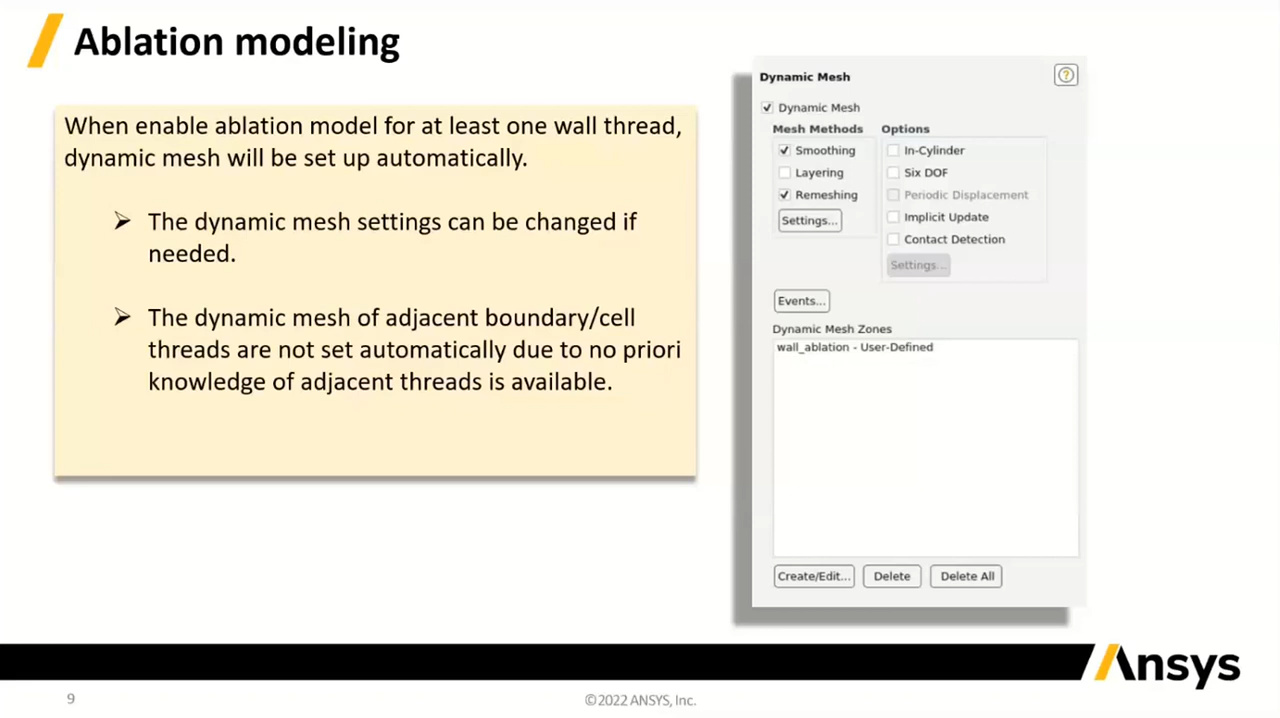 Ablation modeling
When enable ablation model for at least one wall thread,
dynamic mesh will be set up automatically.
➢ The dynamic mesh settings can be changed if
needed.
➢ The dynamic mesh of adjacent boundary/cell
threads are not set automatically due to no priori
knowledge of adjacent threads is available.
Dynamic Mesh
Dynamic Mesh
Mesh Methods
Smoothing
Layering
Remeshing
Settings...
Options
In-Cylinder
Six DOF
Periodic Displacement
Implicit Update
Contact Detection
Settings...
Events...
Dynamic Mesh Zones
wall_ablation - User-Defined
Create/Edit... Delete Delete All
Ansys
9
©2022 ANSYS, Inc.